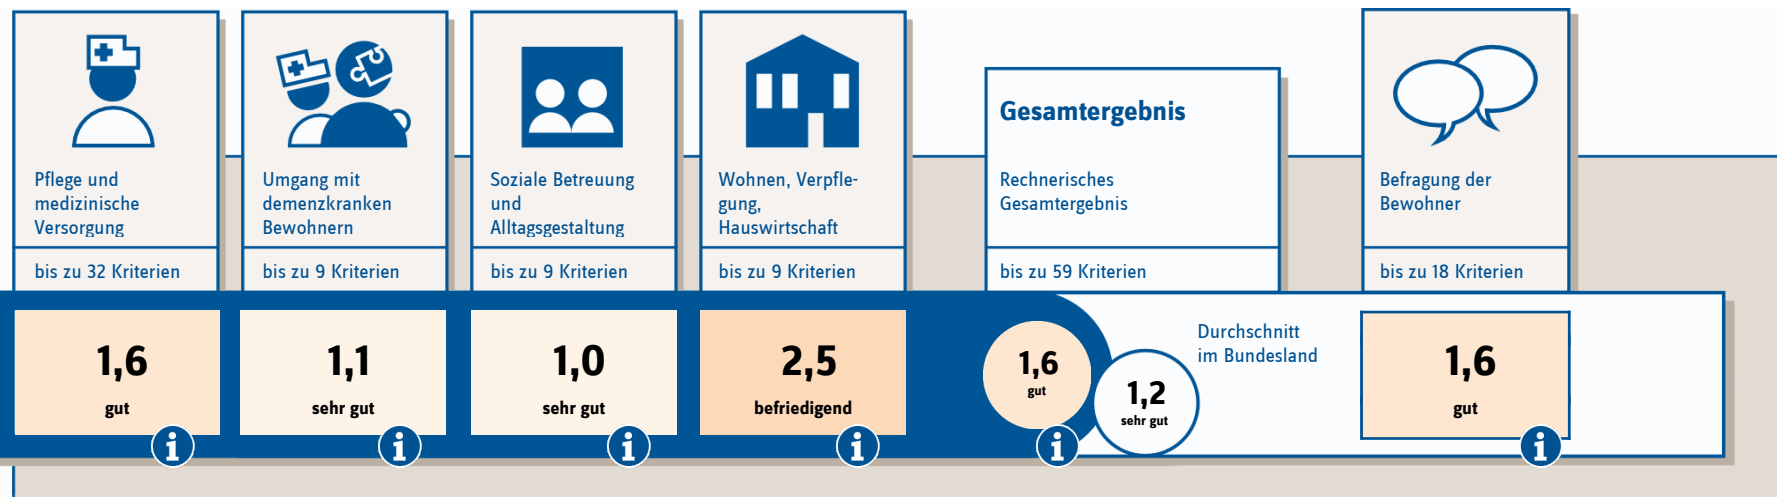 Pflege und
medizinische
Versorgung
bis zu 32 Kriterien
1,6
gut
Umgang mit
demenzkranken
Bewohnern
bis zu 9 Kriterien
1,1
sehr gut
Soziale Betreuung
und
Alltagsgestaltung
bis zu 9 Kriterien
1,0
sehr gut
Wohnen, Verpfle-
gung,
Hauswirtschaft
bis zu 9 Kriterien
2,5
befriedigend
Gesamtergebnis
Rechnerisches
Gesamtergebnis
bis zu 59 Kriterien
1,6
gut
1,2
sehr gut
Durchschnitt
im Bundesland
Befragung der
Bewohner
bis zu 18 Kriterien
1,6
gut